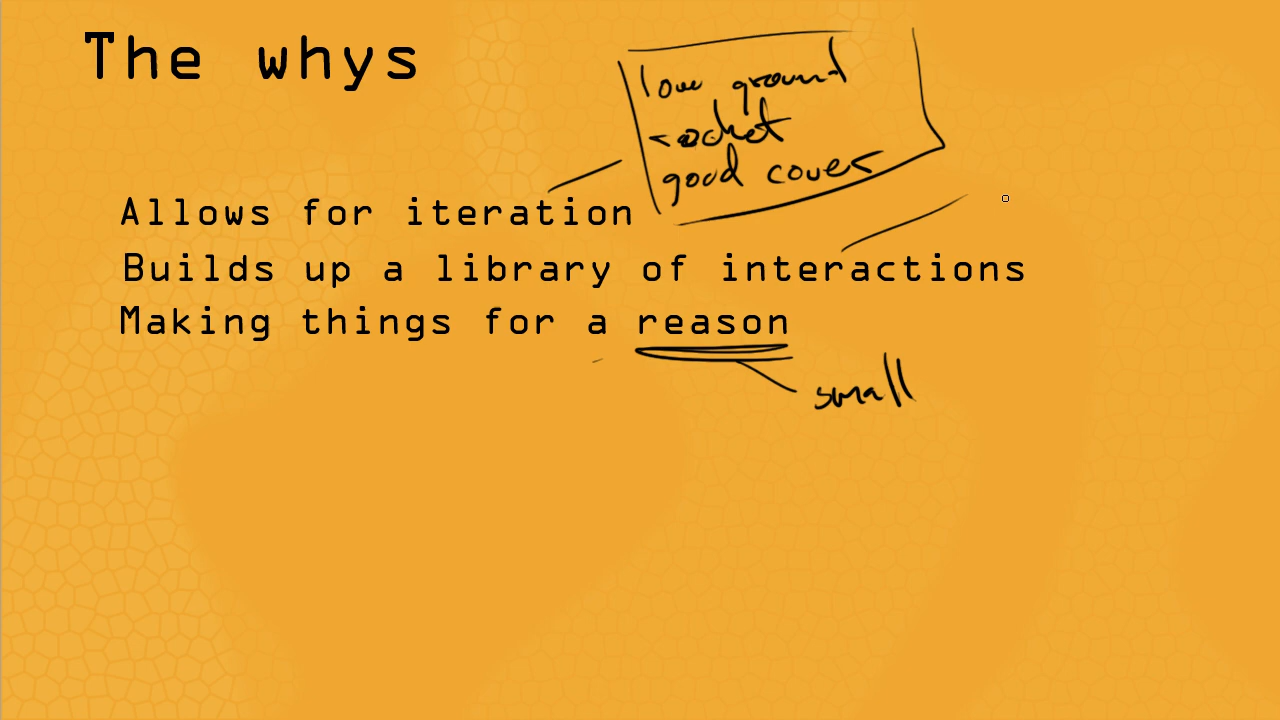 The whys
low ground
rocket
good cover
Allows for iteration
Builds up a library of interactions
Making things for a reason
small